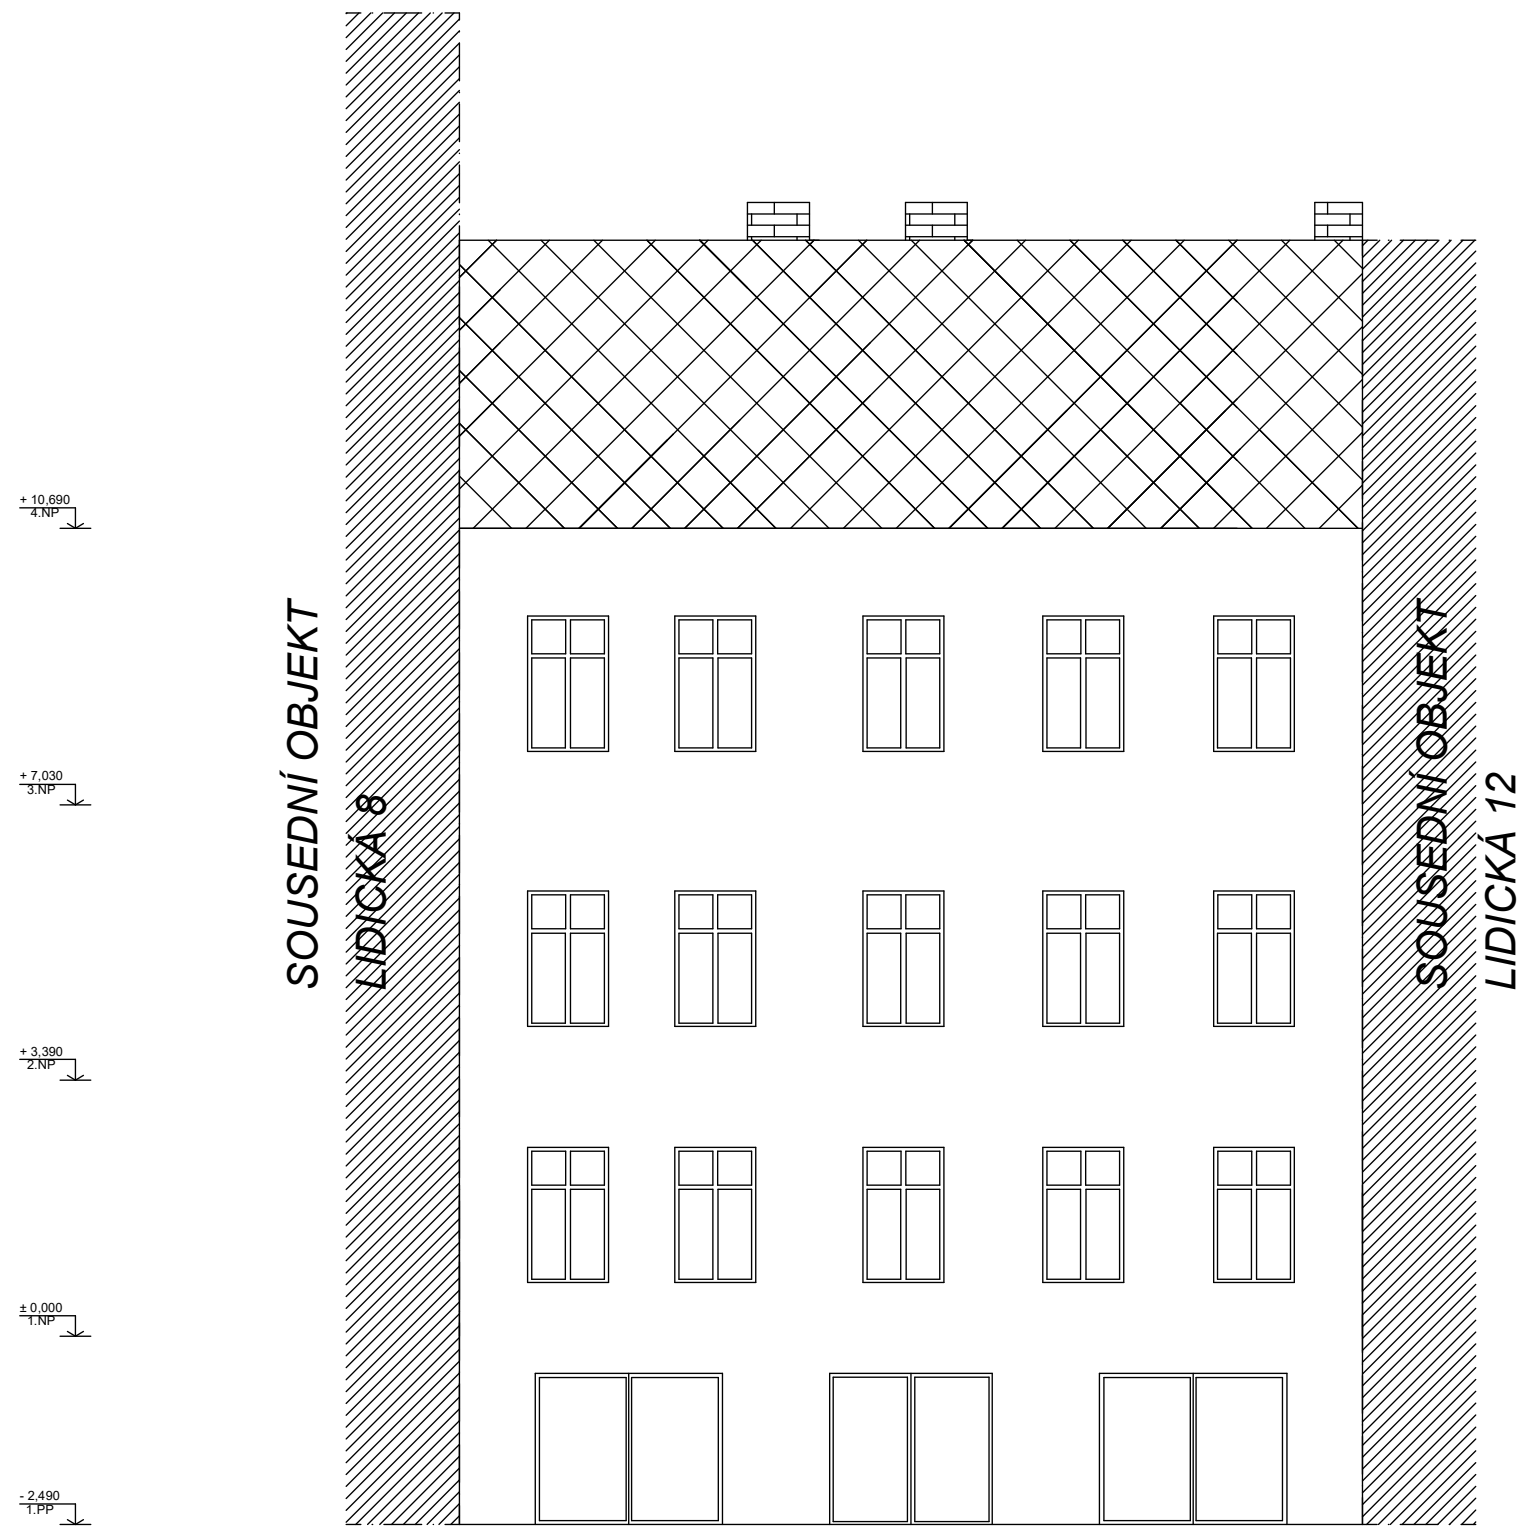 + 10,690
4.NP
+ 7,030
3.NP
+ 3,390
2.NP
± 0,000
1.NP
- 2,490
1.PP
SOUSEDNÍ OBJEKT
LIDICKÁ 8
SOUSEDNÍ OBJEKT
LIDICKÁ 12